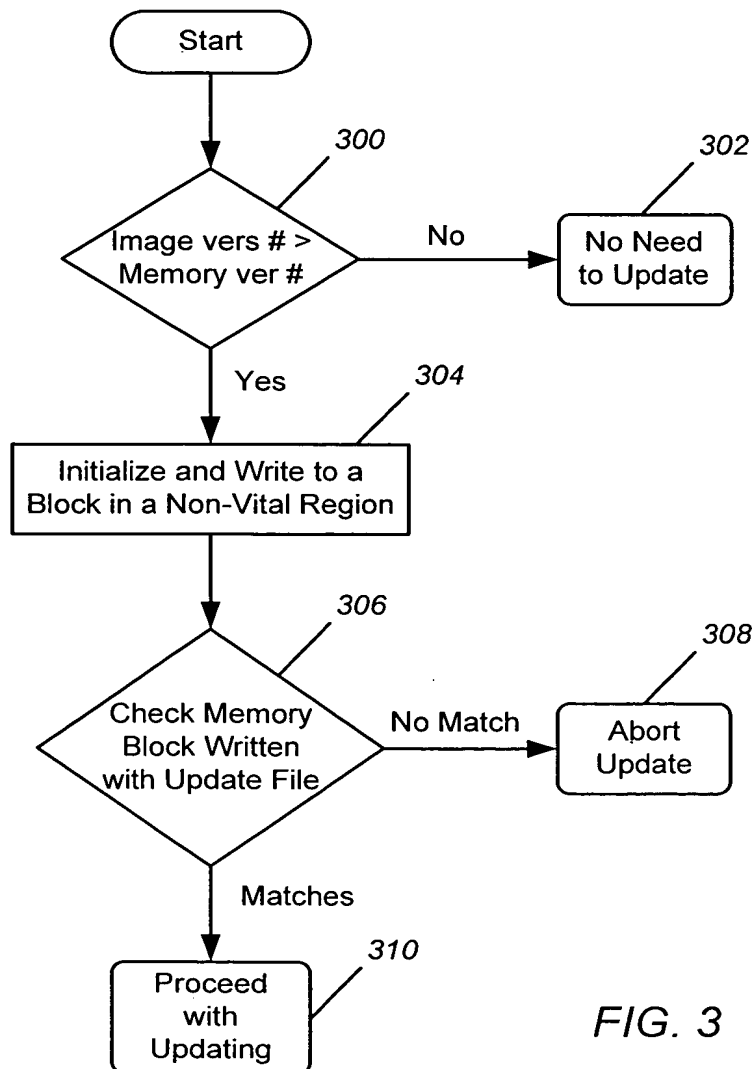 Start
300
Image vers # >
Memory ver #
No
302
No Need
to Update
Yes
304
Initialize and Write to a
Block in a Non-Vital Region
306
Check Memory
Block Written
with Update File
No Match
308
Abort
Update
Matches
310
Proceed
with
Updating
FIG. 3